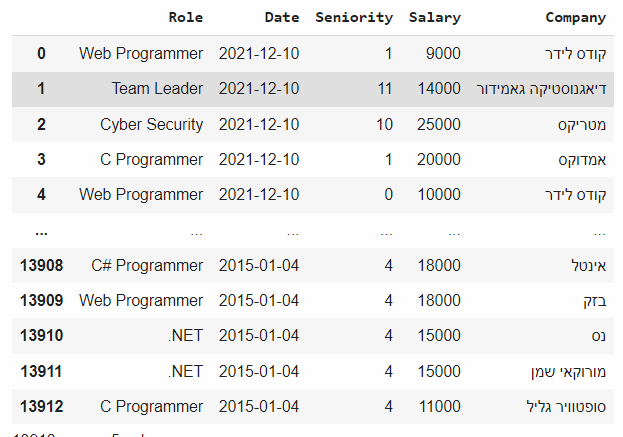 Role Date Seniority Salary Company
0 Web Programmer 2021-12-10 1 9000 קודס לידר
1 Team Leader 2021-12-10 11 14000 דיאגנוסטיקה גאמידור
2 Cyber Security 2021-12-10 10 25000 מטריקס
3 C Programmer 2021-12-10 1 20000 אמדוקס
4 Web Programmer 2021-12-10 0 10000 קודס לידר
... ... ... ... ... ...
13908 C# Programmer 2015-01-04 4 18000 אינטל
13909 Web Programmer 2015-01-04 4 18000 בזק
13910 .NET 2015-01-04 4 15000 נס
13911 .NET 2015-01-04 4 15000 מורוקאי שמן
13912 C Programmer 2015-01-04 4 11000 סופטוויר גליל